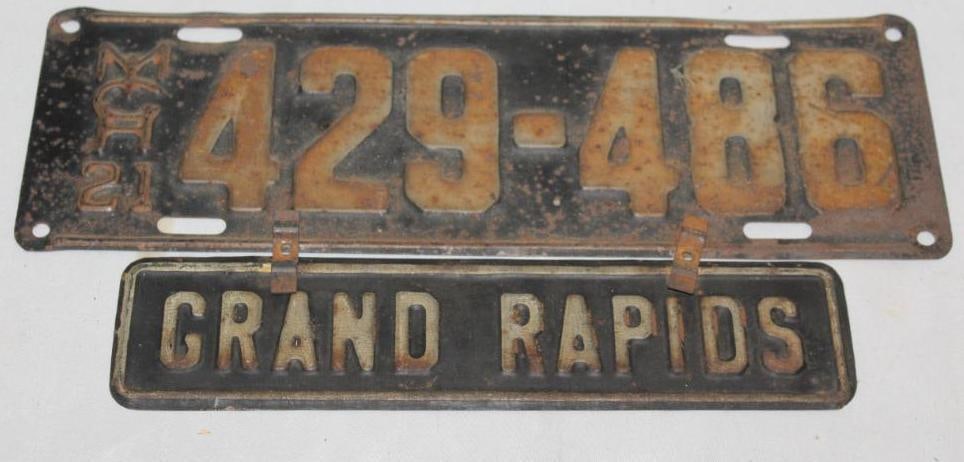 MICH
21
429-486
GRAND RAPIDS